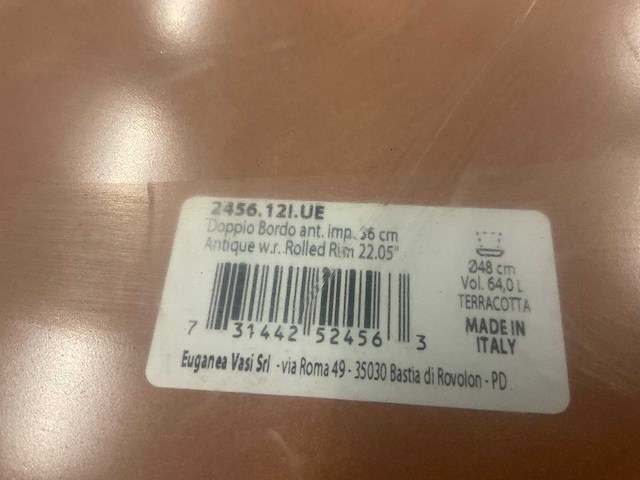 2456.12I.UE
Doppio Bordo ant. imp. 56 cm
Antique w.r. Rolled Rim 22.05"
7 31442 52456 3
Ø48 cm
Vol. 64,0 L
TERRACOTTA
MADE IN
ITALY
Euganea Vasi Srl - via Roma 49 - 35030 Bastia di Rovolon - PD